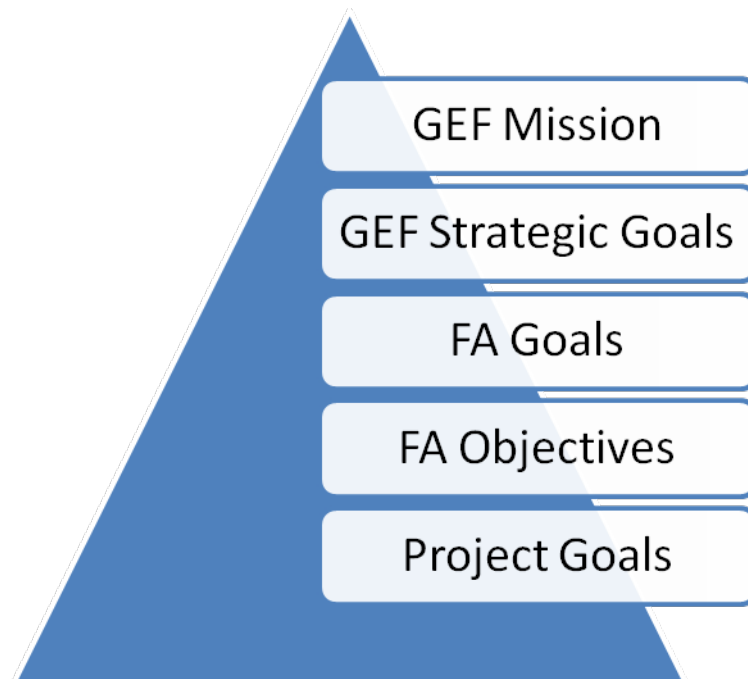 GEF Mission
GEF Strategic Goals
FA Goals
FA Objectives
Project Goals